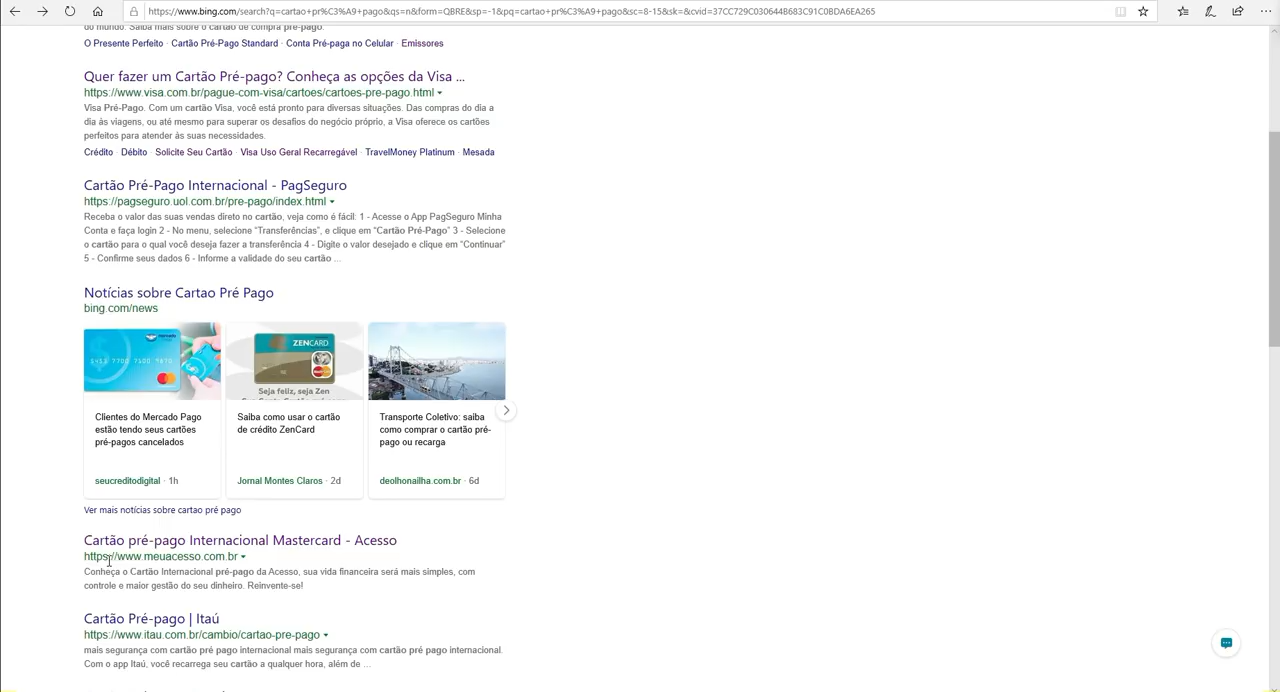 https://www.bing.com/search?q=cartao+pr%C3%A9+pago&qs=n&form=QBRE&sp=-1&pq=cartao+pr%C3%A9+pago&sc=8-15&sk=&cvid=37CC729C030644B683C91C0BDA6EA265
do mundo. Saiba mais sobre o cartão de compra pré-pago.
O Presente Perfeito · Cartão Pré-Pago Standard · Conta Pré-paga no Celular · Emissores
Quer fazer um Cartão Pré-pago? Conheça as opções da Visa ...
https://www.visa.com.br/pague-com-visa/cartoes/cartoes-pre-pago.html
Visa Pré-Pago. Com um cartão Visa, você está pronto para diversas situações. Das compras do dia a
dia às viagens, ou até mesmo para superar os desafios do negócio próprio, a Visa oferece os cartões
perfeitos para atender às suas necessidades.
Crédito · Débito · Solicite Seu Cartão · Visa Uso Geral Recarregável · TravelMoney Platinum · Mesada
Cartão Pré-Pago Internacional - PagSeguro
https://pagseguro.uol.com.br/pre-pago/index.html
Receba o valor das suas vendas direto no cartão, veja como é fácil: 1 - Acesse o App PagSeguro Minha
Conta e faça login 2 - No menu, selecione “Transferências”, e clique em “Cartão Pré-Pago” 3 - Selecione
o cartão para o qual você deseja fazer a transferência 4 - Digite o valor desejado e clique em “Continuar”
5 - Confirme seus dados 6 - Informe a validade do seu cartão ...
Notícias sobre Cartao Pré Pago
bing.com/news
ZENCARD
Seja feliz, seja Zen
Clientes do Mercado Pago
estão tendo seus cartões
pré-pagos cancelados
seucreditodigital · 1h
Saiba como usar o cartão
de crédito ZenCard
Jornal Montes Claros · 2d
Transporte Coletivo: saiba
como comprar o cartão pré-
pago ou recarga
deolhonailha.com.br · 6d
Ver mais notícias sobre cartao pré pago
Cartão pré-pago Internacional Mastercard - Acesso
https://www.meuacesso.com.br
Conheça o Cartão Internacional pré-pago da Acesso, sua vida financeira será mais simples, com
controle e maior gestão do seu dinheiro. Reinvente-se!
Cartão Pré-pago | Itaú
https://www.itau.com.br/cambio/cartao-pre-pago
mais segurança com cartão pré pago internacional mais segurança com cartão pré pago internacional.
Com o app Itaú, você recarrega seu cartão a qualquer hora, além de ...